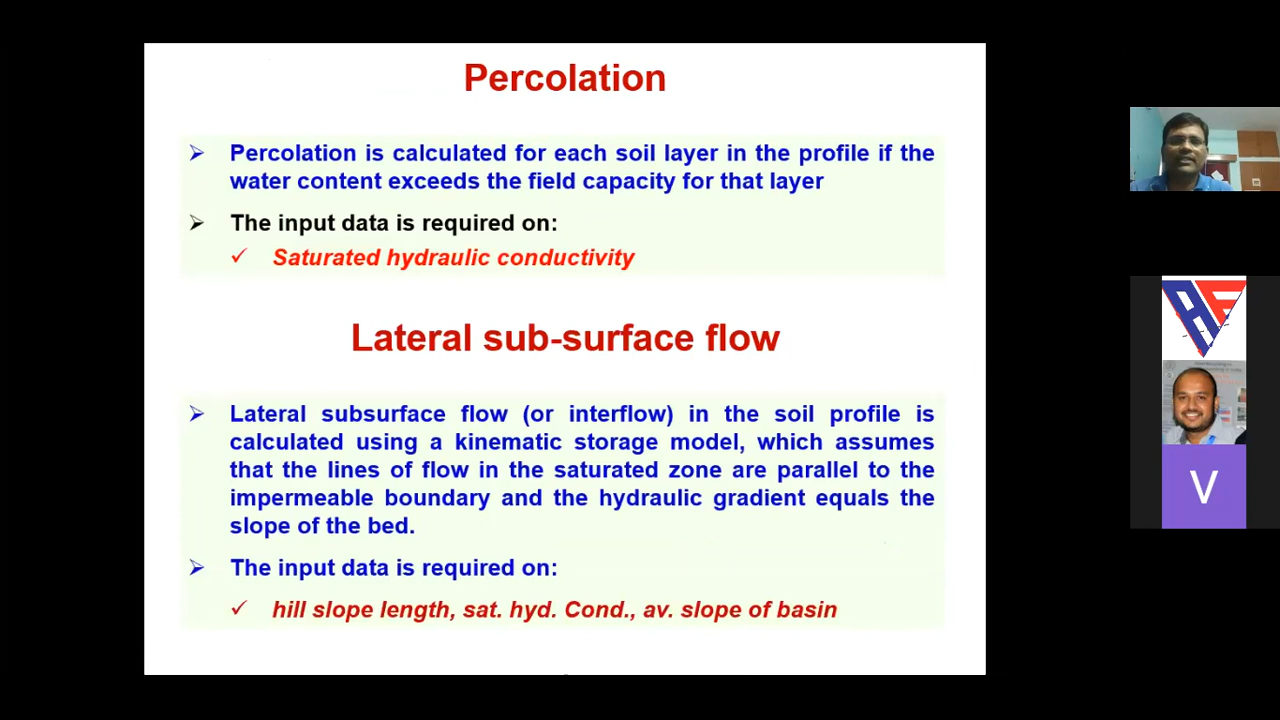 Percolation
➢ Percolation is calculated for each soil layer in the profile if the
water content exceeds the field capacity for that layer
➢ The input data is required on:
✓ Saturated hydraulic conductivity
Lateral sub-surface flow
➢ Lateral subsurface flow (or interflow) in the soil profile is
calculated using a kinematic storage model, which assumes
that the lines of flow in the saturated zone are parallel to the
impermeable boundary and the hydraulic gradient equals the
slope of the bed.
➢ The input data is required on:
✓ hill slope length, sat. hyd. Cond., av. slope of basin
AF
V